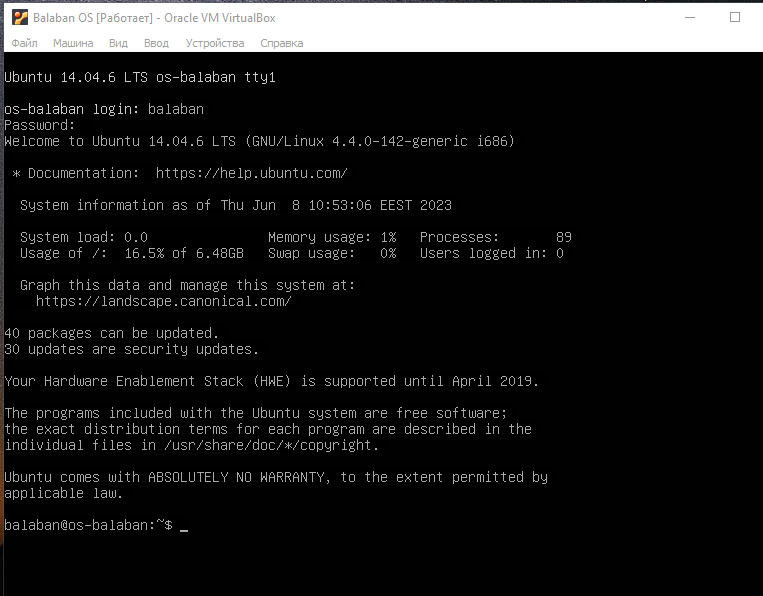 Balaban OS [Работает] - Oracle VM VirtualBox
Файл Машина Вид Ввод Устройства Справка
Ubuntu 14.04.6 LTS os-balaban tty1
os-balaban login: balaban
Password:
Welcome to Ubuntu 14.04.6 LTS (GNU/Linux 4.4.0-142-generic i686)
* Documentation: https://help.ubuntu.com/
System information as of Thu Jun 8 10:53:06 EEST 2023
System load: 0.0 Memory usage: 1% Processes: 89
Usage of /: 16.5% of 6.48GB Swap usage: 0% Users logged in: 0
Graph this data and manage this system at:
https://landscape.canonical.com/
40 packages can be updated.
30 updates are security updates.
Your Hardware Enablement Stack (HWE) is supported until April 2019.
The programs included with the Ubuntu system are free software;
the exact distribution terms for each program are described in the
individual files in /usr/share/doc/*/copyright.
Ubuntu comes with ABSOLUTELY NO WARRANTY, to the extent permitted by
applicable law.
balaban@os-balaban:~$ _